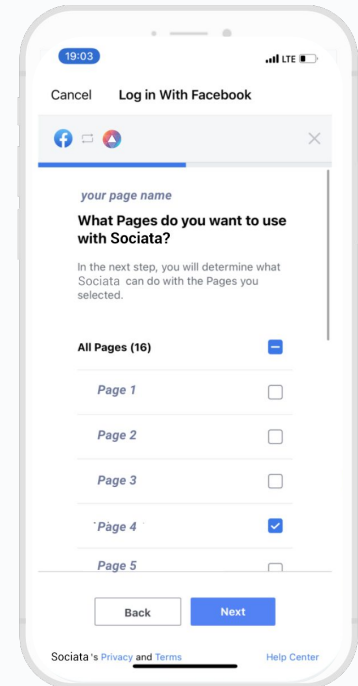 19:03
LTE
Cancel Log in With Facebook
your page name
What Pages do you want to use
with Sociata?
In the next step, you will determine what
Sociata can do with the Pages you
selected.
All Pages (16)
Page 1
Page 2
Page 3
Page 4
Page 5
Back Next
Sociata's Privacy and Terms Help Center